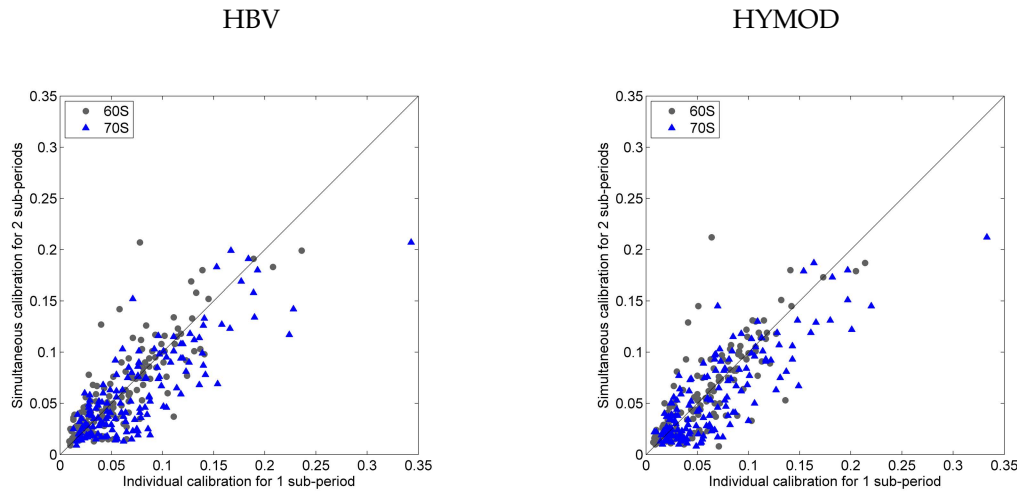 HBV
HYMOD
0.35
0.3
0.25
0.2
0.15
0.1
0.05
0
Simultaneous calibration for 2 sub-periods
60S
70S
0 0.05 0.1 0.15 0.2 0.25 0.3 0.35
Individual calibration for 1 sub-period
0.35
0.3
0.25
0.2
0.15
0.1
0.05
0
Simultaneous calibration for 2 sub-periods
60S
70S
0 0.05 0.1 0.15 0.2 0.25 0.3 0.35
Individual calibration for 1 sub-period